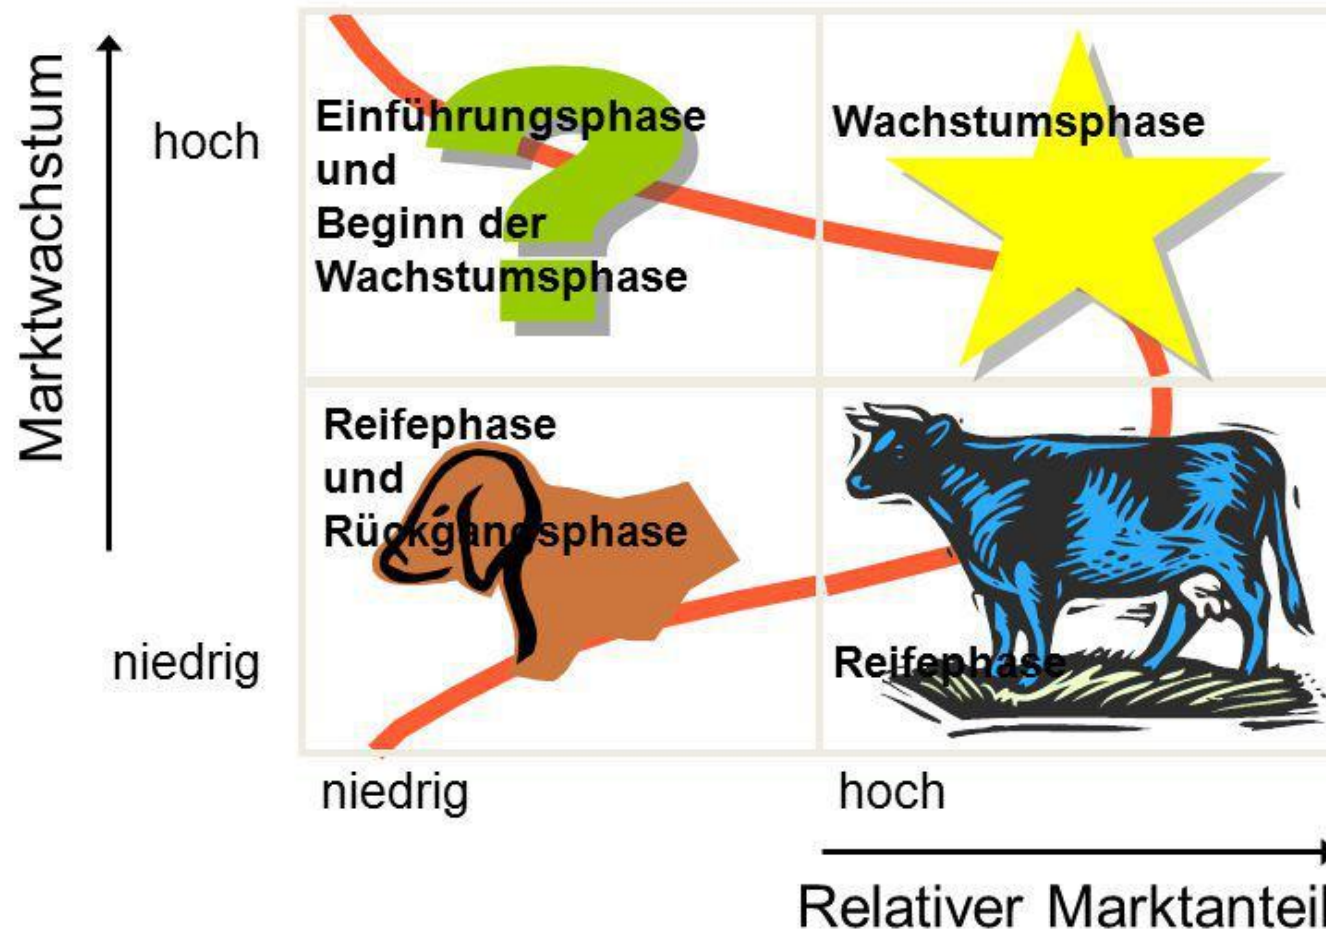 Marktwachstum
hoch
Einführungsphase
und
Beginn der
Wachstumsphase
?
Wachstumsphase
Reifephase
und
Rückgangsphase
Reifephase
niedrig
niedrig
hoch
Relativer Marktanteil